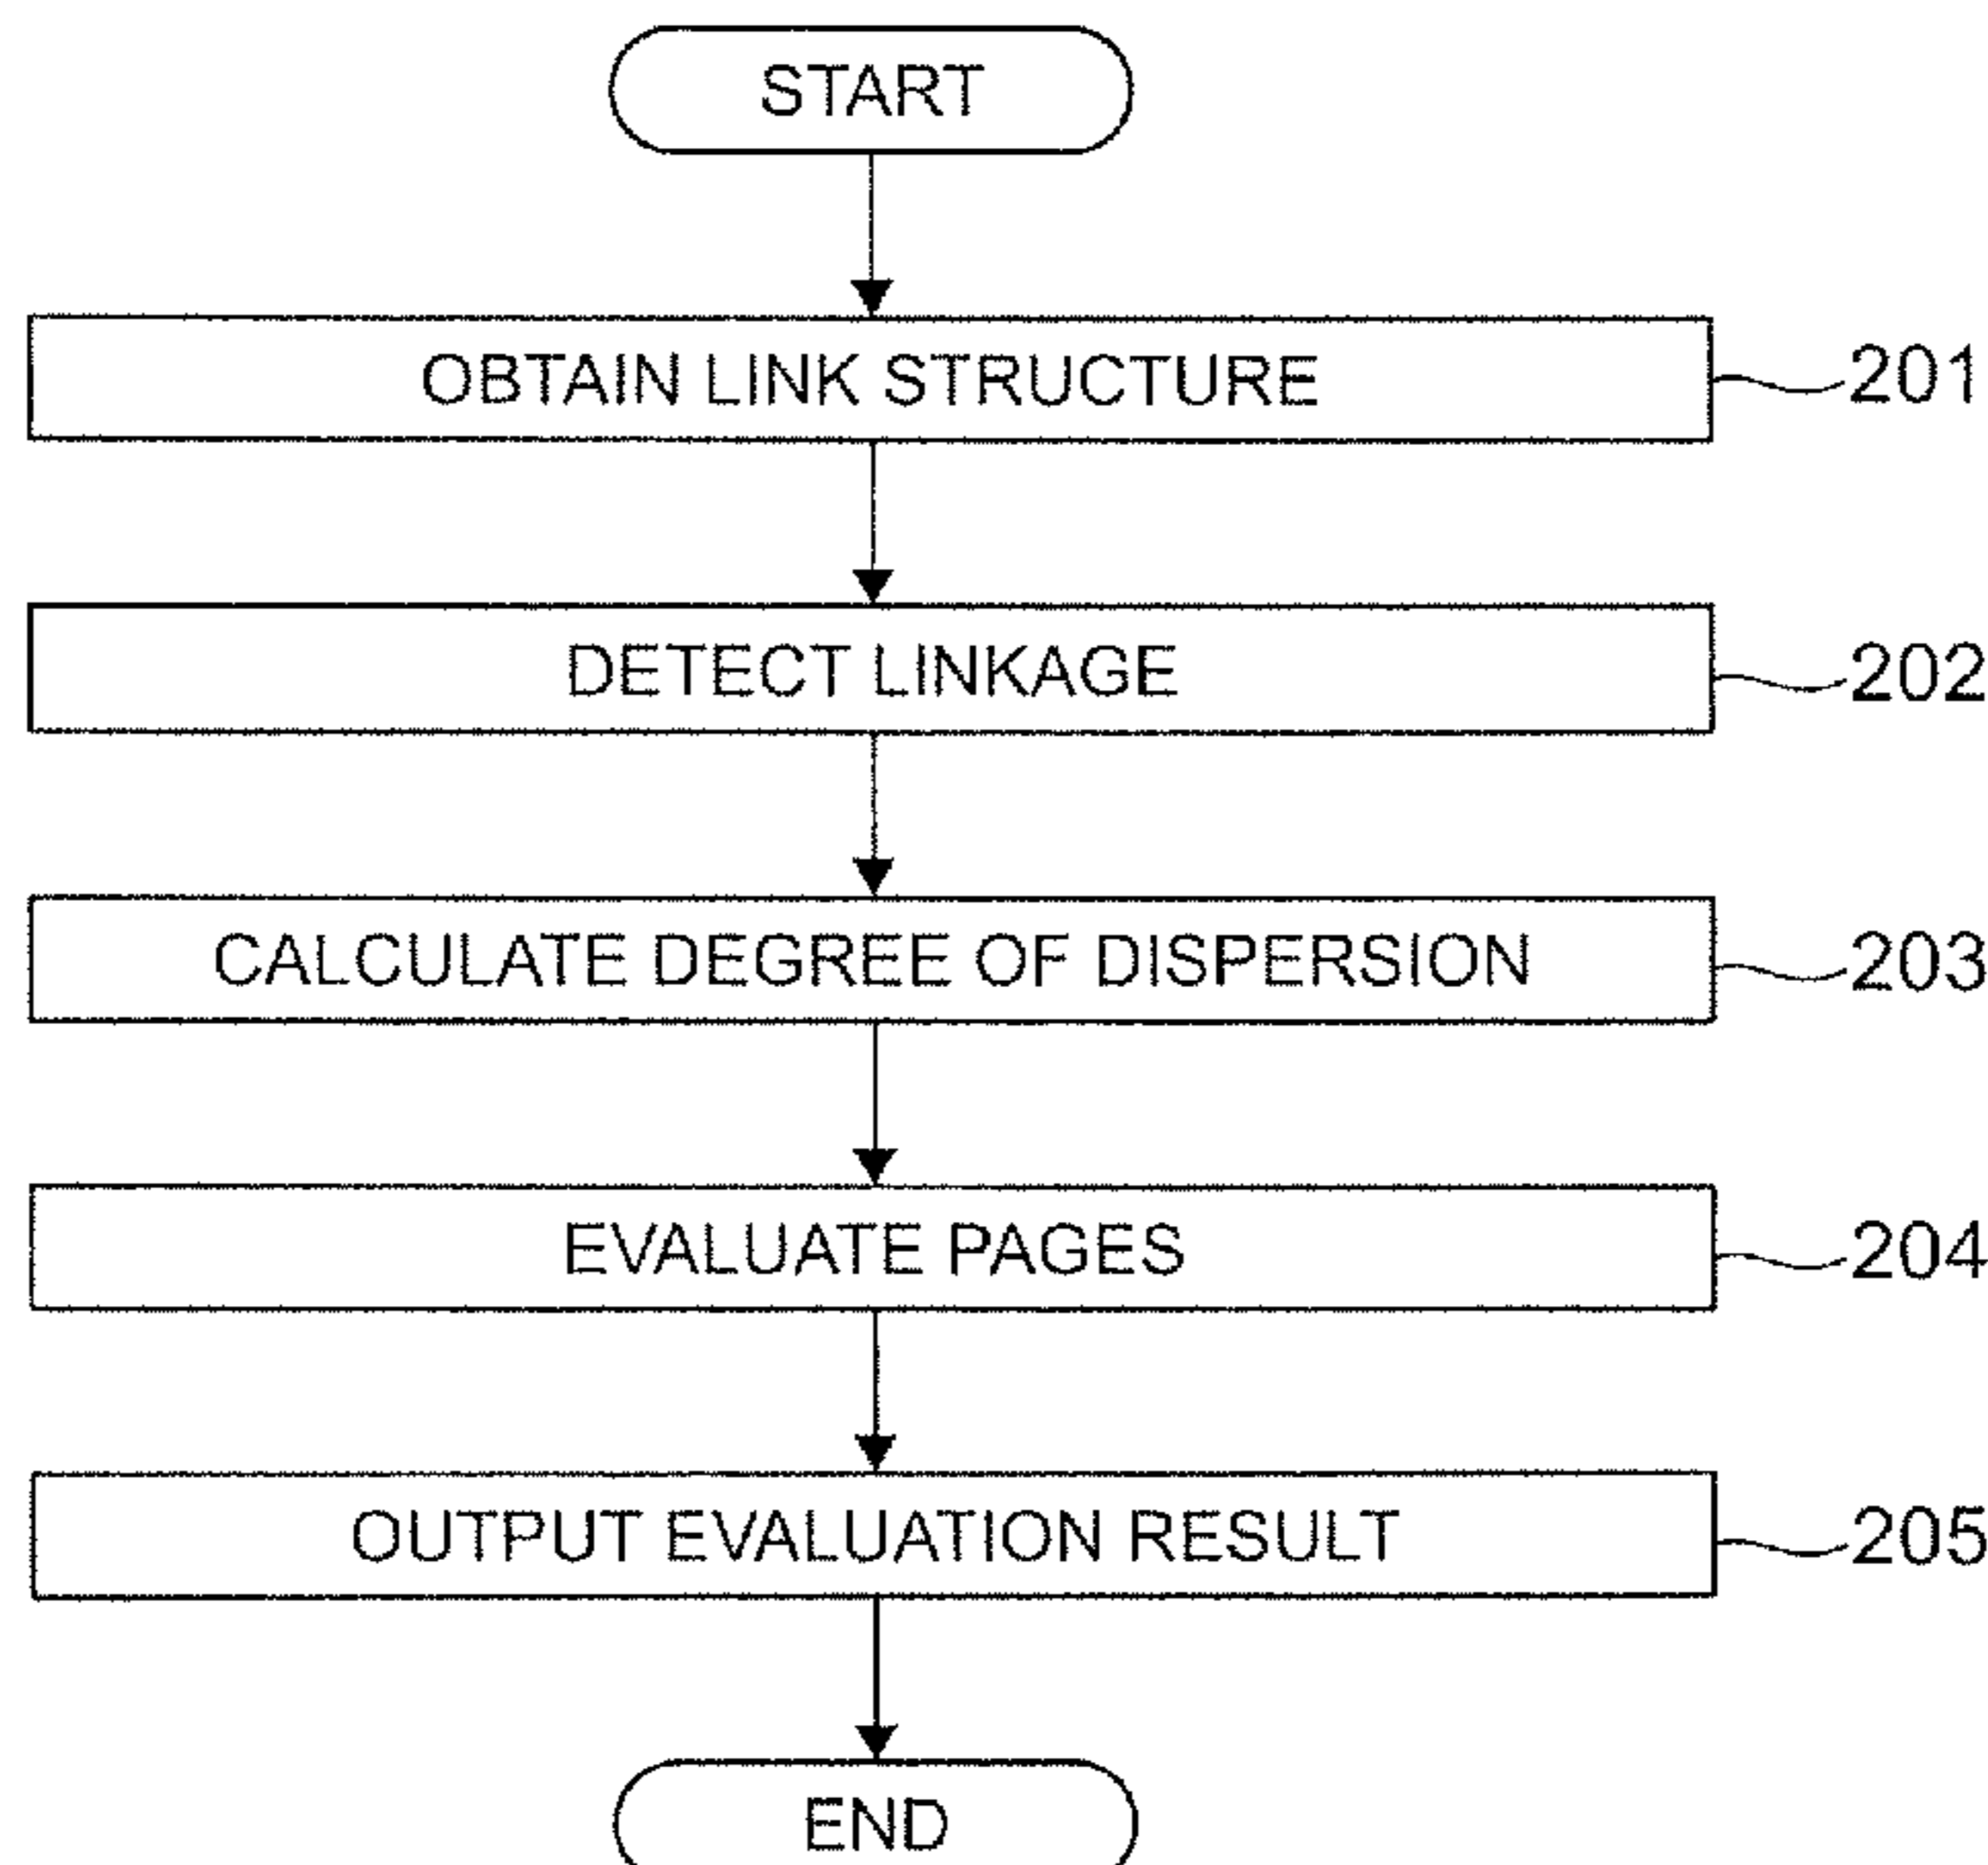 START
OBTAIN LINK STRUCTURE
201
DETECT LINKAGE
202
CALCULATE DEGREE OF DISPERSION
203
EVALUATE PAGES
204
OUTPUT EVALUATION RESULT
205
END